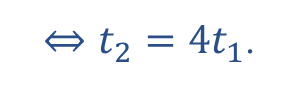 ⇔ t₂ = 4t₁.